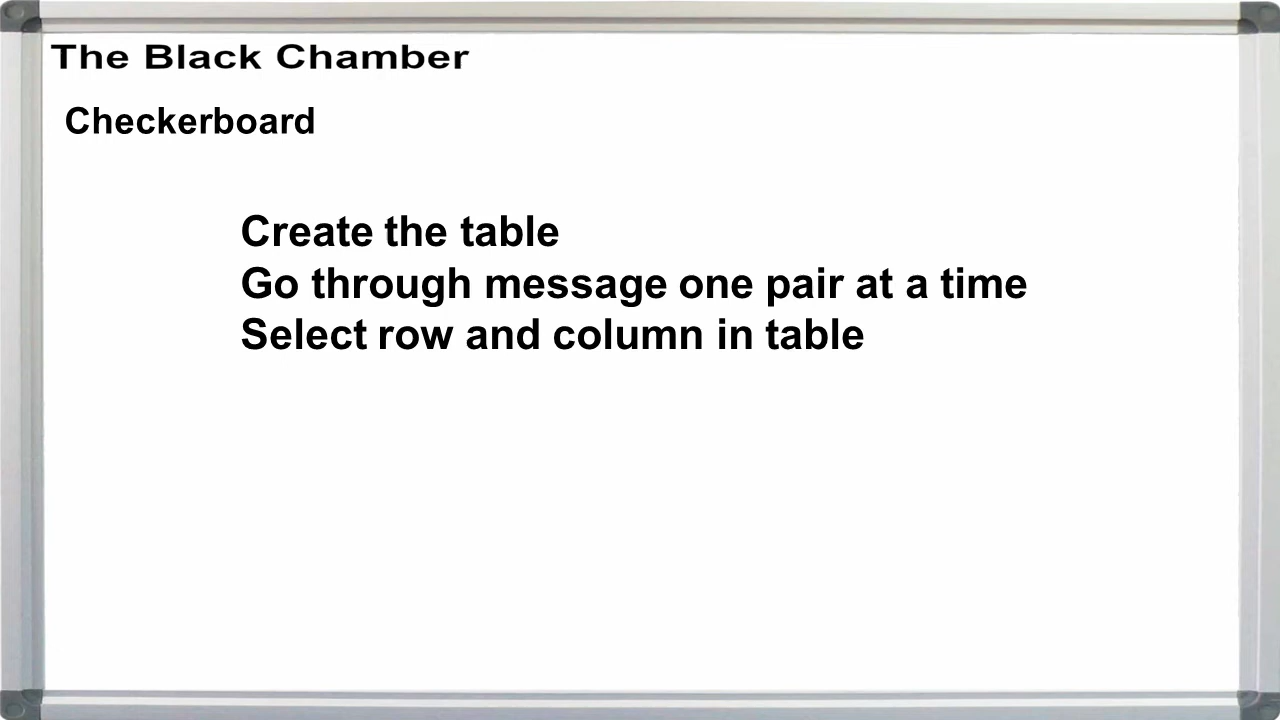 The Black Chamber
Checkerboard
Create the table
Go through message one pair at a time
Select row and column in table